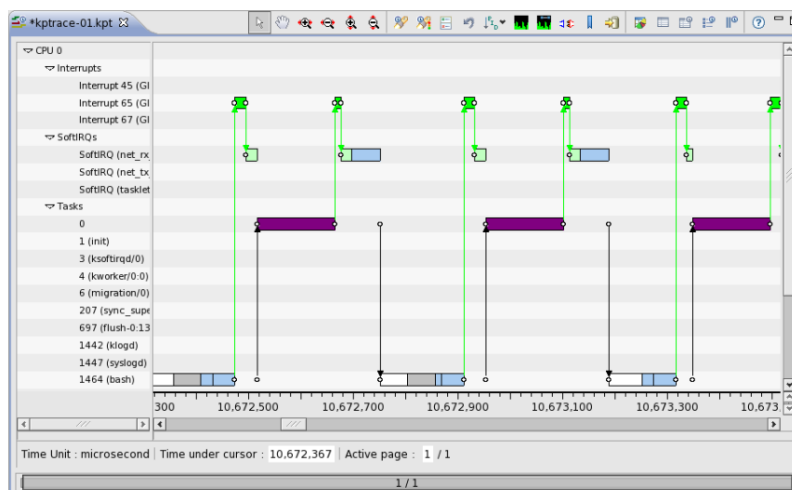 *kptrace-01.kpt
CPU 0
Interrupts
Interrupt 45 (GI
Interrupt 65 (GI
Interrupt 67 (GI
SoftIRQs
SoftIRQ (net_rx_
SoftIRQ (net_tx_
SoftIRQ (tasklet
Tasks
0
1 (init)
3 (ksoftirqd/0)
4 (kworker/0:0)
6 (migration/0)
207 (sync_supe
697 (flush-0:13
1442 (klogd)
1447 (syslogd)
1464 (bash)
300 10,672,500 10,672,700 10,672,900 10,673,100 10,673,300 10,673,
Time Unit : microsecond Time under cursor : 10,672,367 Active page : 1 / 1
1 / 1